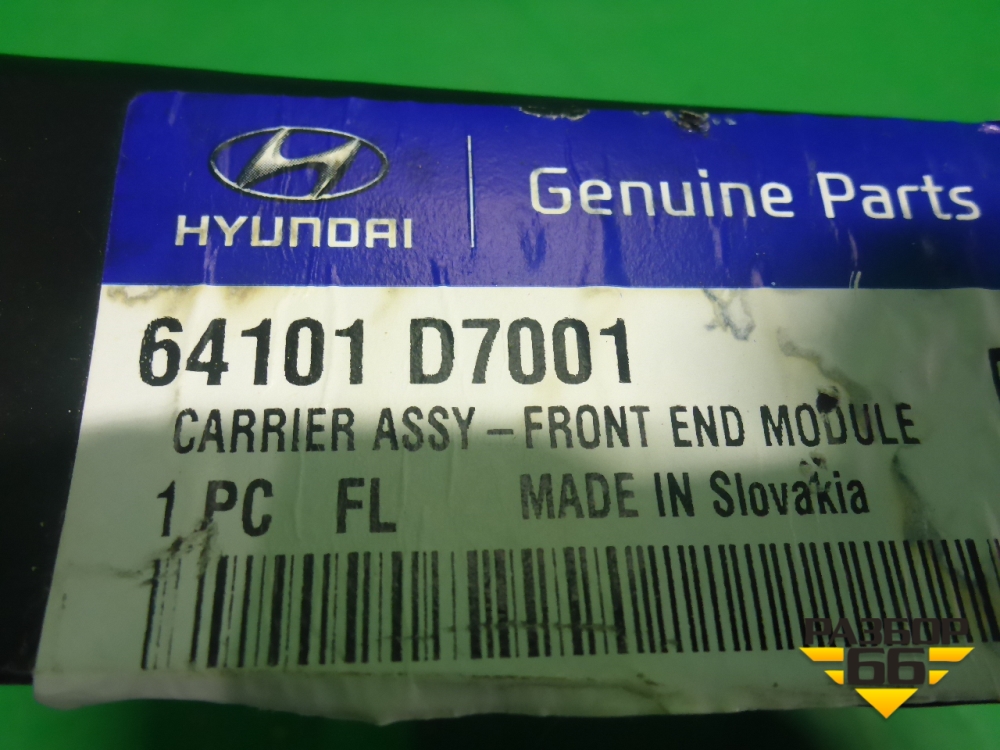 HYUNDAI
Genuine Parts
64101 D7001
CARRIER ASSY - FRONT END MODULE
1 PC FL MADE IN Slovakia
РАЗБОР
66